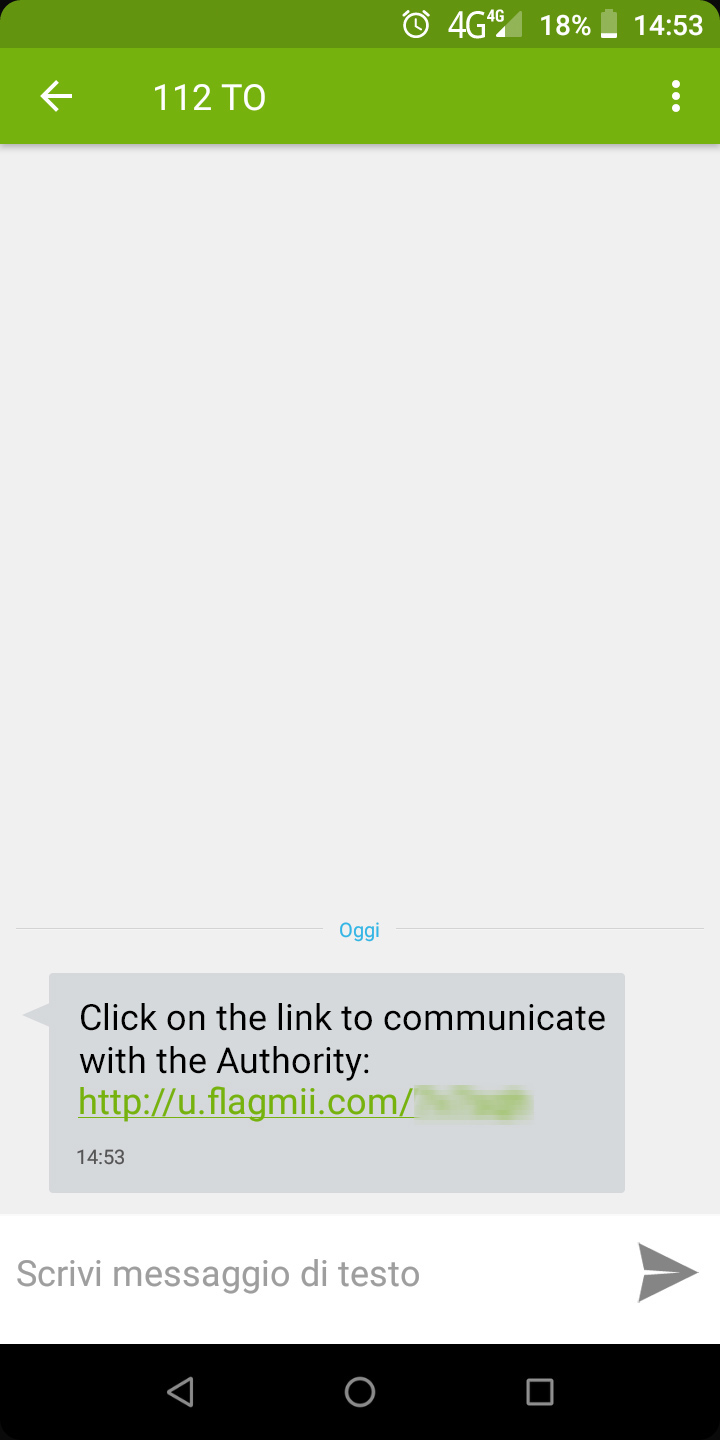 4G 4G 18% 14:53
112 TO
Oggi
Click on the link to communicate
with the Authority:
http://u.flagmii.com/
14:53
Scrivi messaggio di testo